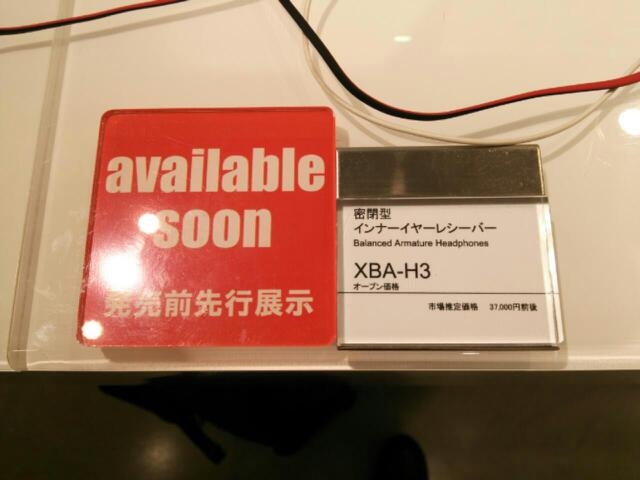 available
soon
発売前先行展示
密閉型
インナーイヤーレシーバー
Balanced Armature Headphones
XBA-H3
オープン価格
市場推定価格 37,000円前後